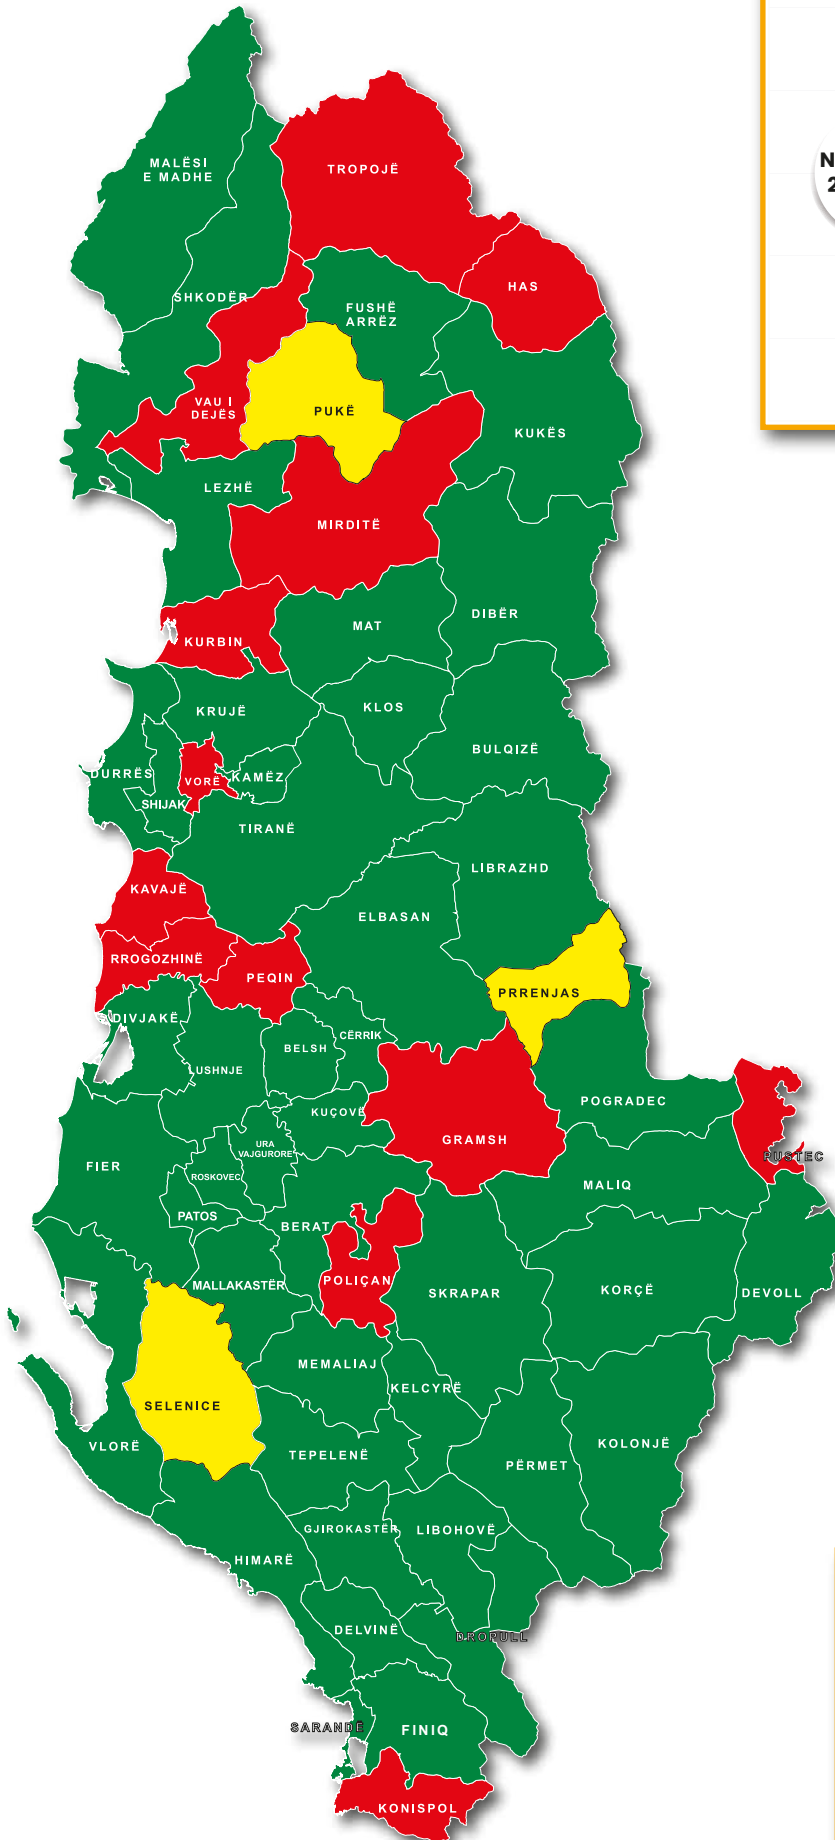 N
2
MALËSI
E MADHE
TROPOJË
HAS
SHKODËR
FUSHË
ARRËZ
VAU I
DEJËS
PUKË
KUKËS
LEZHË
MIRDITË
DIBËR
MAT
KURBIN
KLOS
KRUJË
BULQIZË
DURRËS
VORË
KAMËZ
SHIJAK
TIRANË
LIBRAZHD
KAVAJË
ELBASAN
RROGOZHINË
PEQIN
PRRENJAS
DIVJAKË
CËRRIK
BELSH
LUSHNJE
POGRADEC
KUÇOVË
GRAMSH
URA
VAJGURORE
PUSTEC
FIER
ROSKOVEC
MALIQ
PATOS
BERAT
POLIÇAN
MALLAKASTËR
SKRAPAR
KORÇË
DEVOLL
MEMALIAJ
KELCYRË
SELENICE
VLORË
TEPELENË
PËRMET
KOLONJË
GJIROKASTËR
LIBOHOVË
HIMARË
DELVINË
DROPULL
SARANDË
FINIQ
KONISPOL